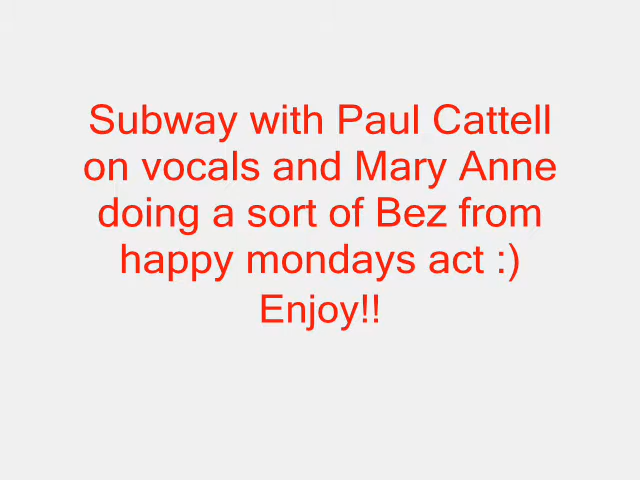 Subway with Paul Cattell
on vocals and Mary Anne
doing a sort of Bez from
happy mondays act :)
Enjoy!!